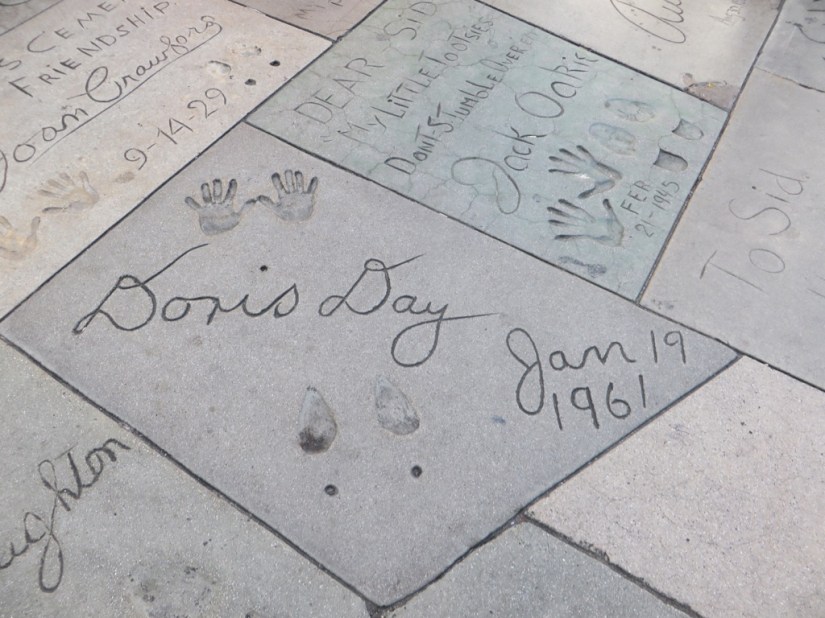 S CEME
FRIENDSHIP
Joan Crawford
9-14-29
DEAR SID
"MY LITTLE TOOTSIES
DONT STUMBLE OVER
Jack Oakie
FEB
21-1945
To Sid
Doris Day
Jan 19
1961
ughton